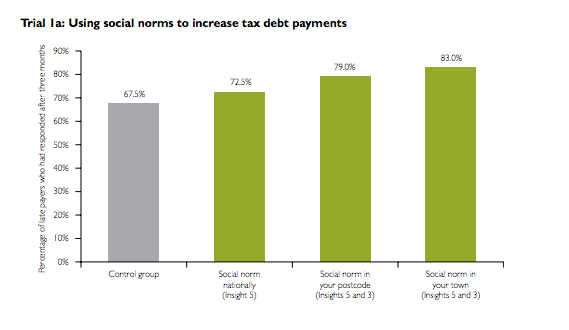 Trial 1a: Using social norms to increase tax debt payments
Percentage of late payers who had responded after three months
90%
80%
70%
60%
50%
40%
30%
20%
10%
0%
67.5%
72.5%
79.0%
83.0%
Control group
Social norm
nationally
(Insight 5)
Social norm in
your postcode
(Insights 5 and 3)
Social norm in
your town
(Insights 5 and 3)